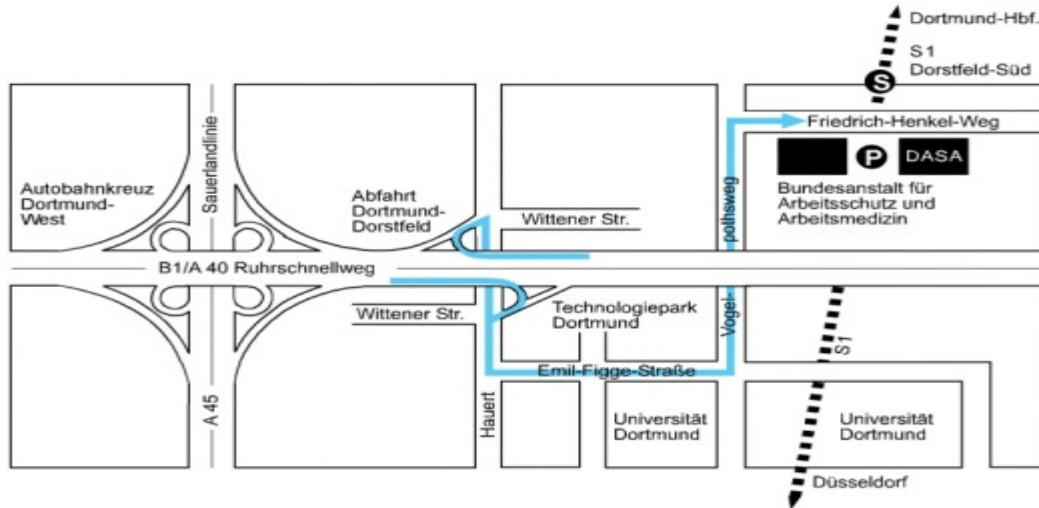 Dortmund-Hbf.
S1
Dorstfeld-Süd
S
Friedrich-Henkel-Weg
P
DASA
Bundesanstalt für
Arbeitsschutz und
Arbeitsmedizin
Autobahnkreuz
Dortmund-
West
Sauerlandlinie
Abfahrt
Dortmund-
Dorstfeld
Wittener Str.
Vogel-
pothsweg
B1/A 40 Ruhrschnellweg
Wittener Str.
Technologiepark
Dortmund
S1
Emil-Figge-Straße
A 45
Hauert
Universität
Dortmund
Universität
Dortmund
Düsseldorf